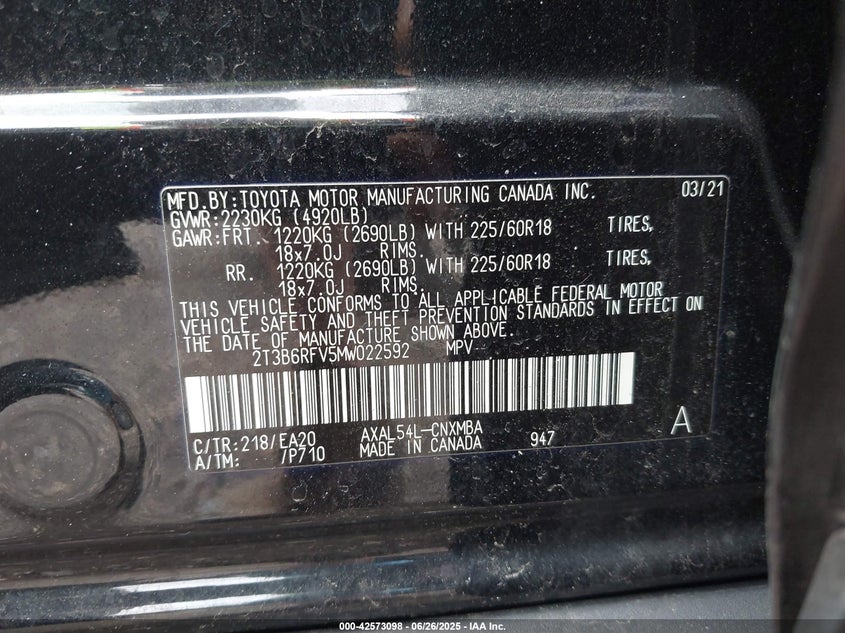 MFD.BY:TOYOTA MOTOR MANUFACTURING CANADA INC. 03/21
GVWR:2230KG (4920LB)
GAWR:FRT. 1220KG (2690LB) WITH 225/60R18 TIRES,
18x7.0J RIMS.
RR. 1220KG (2690LB) WITH 225/60R18 TIRES,
18x7.0J RIMS.
THIS VEHICLE CONFORMS TO ALL APPLICABLE FEDERAL MOTOR
VEHICLE SAFETY AND THEFT PREVENTION STANDARDS IN EFFECT ON
THE DATE OF MANUFACTURE SHOWN ABOVE.
2T3B6RFV5MW022592 MPV
C/TR:218/EA20 AXAL54L-CNXMBA A
A/TM: /P710 MADE IN CANADA 947
000-42573098 - 06/26/2025 - IAA Inc.